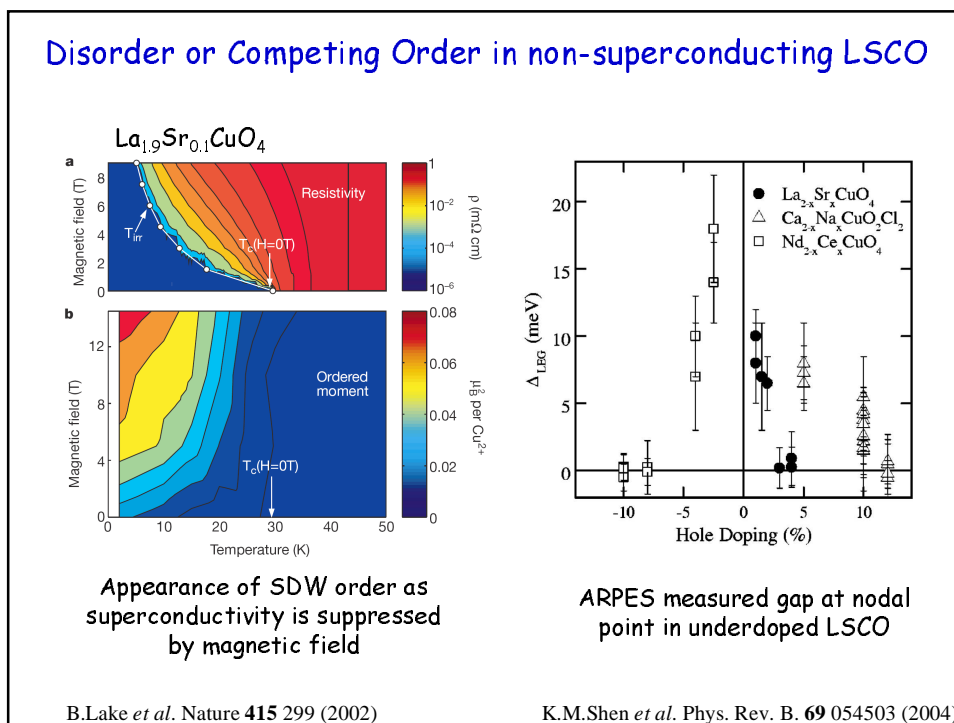 Disorder or Competing Order in non-superconducting LSCO
La1.9Sr0.1CuO4
a
Magnetic field (T)
8
6
4
2
0
Resistivity
Tirr
Tc(H=0T)
1
10−2
10−4
10−6
ρ (mΩ cm)
b
Magnetic field (T)
12
8
4
0
Ordered
moment
Tc(H=0T)
0.08
0.06
0.04
0.02
0
μB2 per Cu2+
0 10 20 30 40 50
Temperature (K)
Appearance of SDW order as
superconductivity is suppressed
by magnetic field
B.Lake et al. Nature 415 299 (2002)
ΔLEG (meV)
20
15
10
5
0
La2-xSrxCuO4
Ca2-xNaxCuO2Cl2
Nd2-xCexCuO4
-10 -5 0 5 10
Hole Doping (%)
ARPES measured gap at nodal
point in underdoped LSCO
K.M.Shen et al. Phys. Rev. B. 69 054503 (2004)